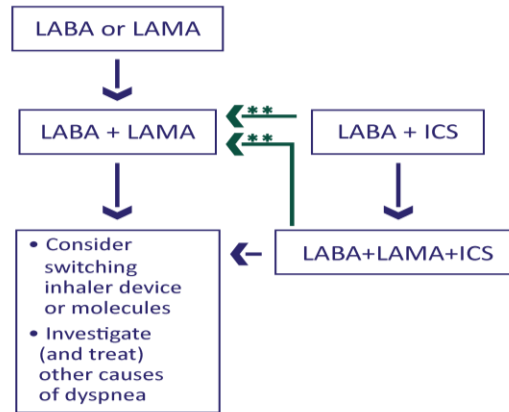 LABA or LAMA
**
LABA + LAMA
LABA + ICS
**
• Consider
switching
inhaler device
or molecules
• Investigate
(and treat)
other causes
of dyspnea
LABA+LAMA+ICS